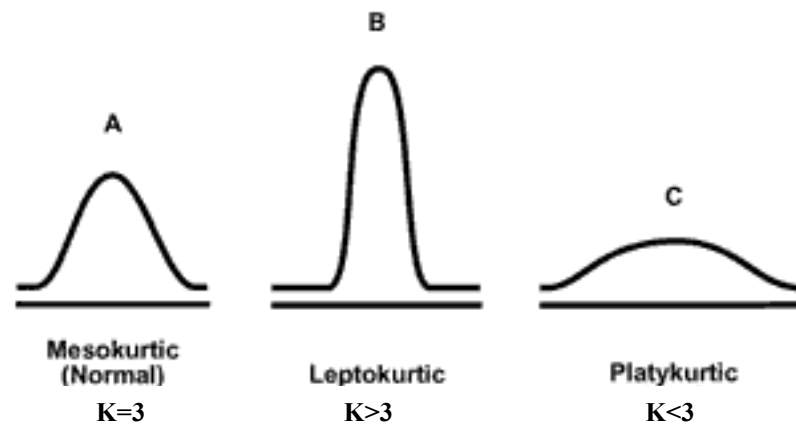 A
B
C
Mesokurtic
(Normal)
Leptokurtic
Platykurtic
K=3
K>3
K<3